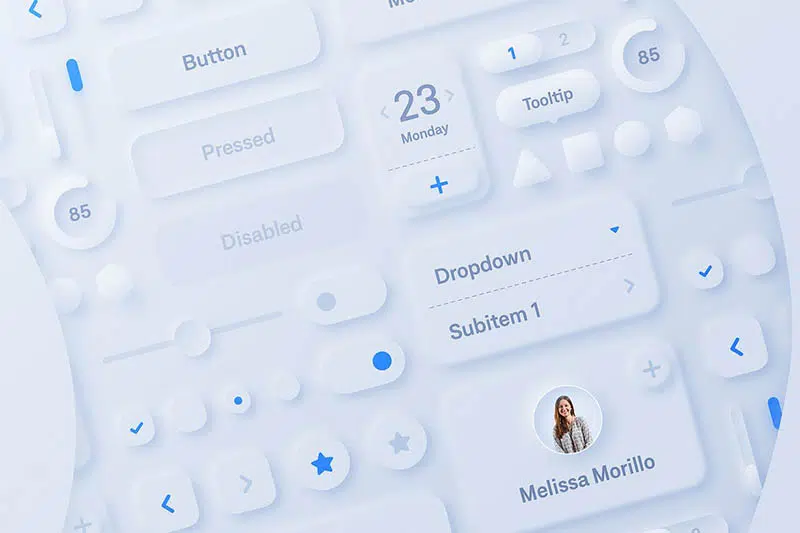 Button
Pressed
Disabled
85
23
Monday
1 2
Tooltip
85
Dropdown
Subitem 1
Melissa Morillo